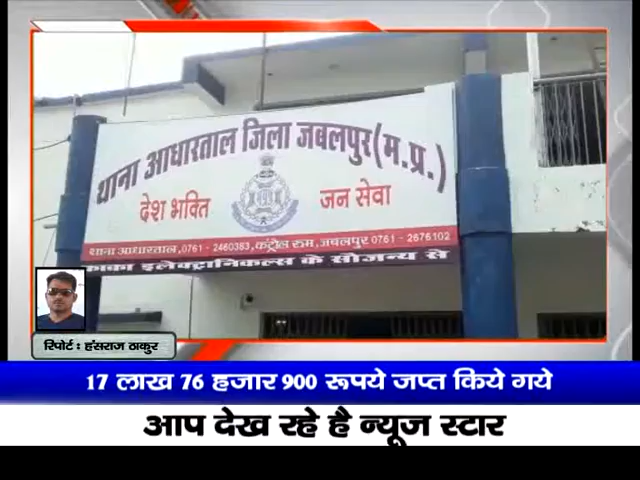 थाना आधारताल जिला जबलपुर(म.प्र.)
देश भक्ति
जन सेवा
थाना आधारताल,0761- 2460383,कंट्रोल रूम,जबलपुर 0761 - 2676102
काका इलेक्ट्रानिकल्स के सौजन्य से
रिपोर्ट : हंसराज ठाकुर
17 लाख 76 हजार 900 रूपये जप्त किये गये
आप देख रहे है न्यूज स्टार